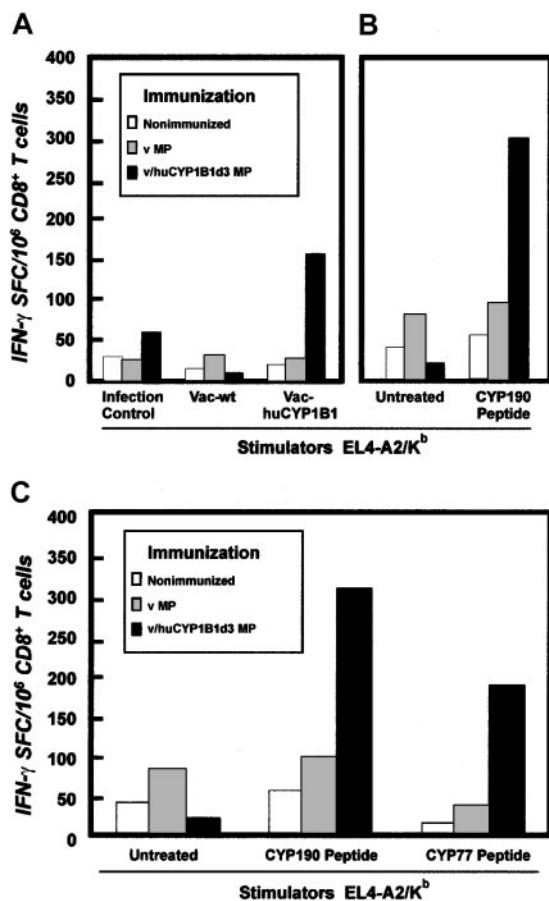 A
B
IFN-γ SFC/10⁶ CD8⁺ T cells
400
350
300
250
200
150
100
50
0
Immunization
Nonimmunized
v MP
v/huCYP1B1d3 MP
Infection Control
Vac-wt
Vac-huCYP1B1
Untreated
CYP190 Peptide
Stimulators EL4-A2/Kᵇ
C
IFN-γ SFC/10⁶ CD8⁺ T cells
400
350
300
250
200
150
100
50
0
Immunization
Nonimmunized
v MP
v/huCYP1B1d3 MP
Untreated
CYP190 Peptide
CYP77 Peptide
Stimulators EL4-A2/Kᵇ